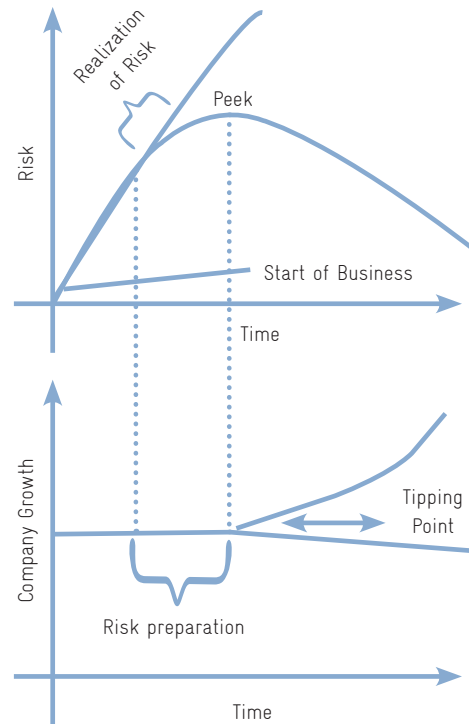 Realization
of Risk
Peek
Risk
Start of Business
Time
Company Growth
Tipping
Point
Risk preparation
Time